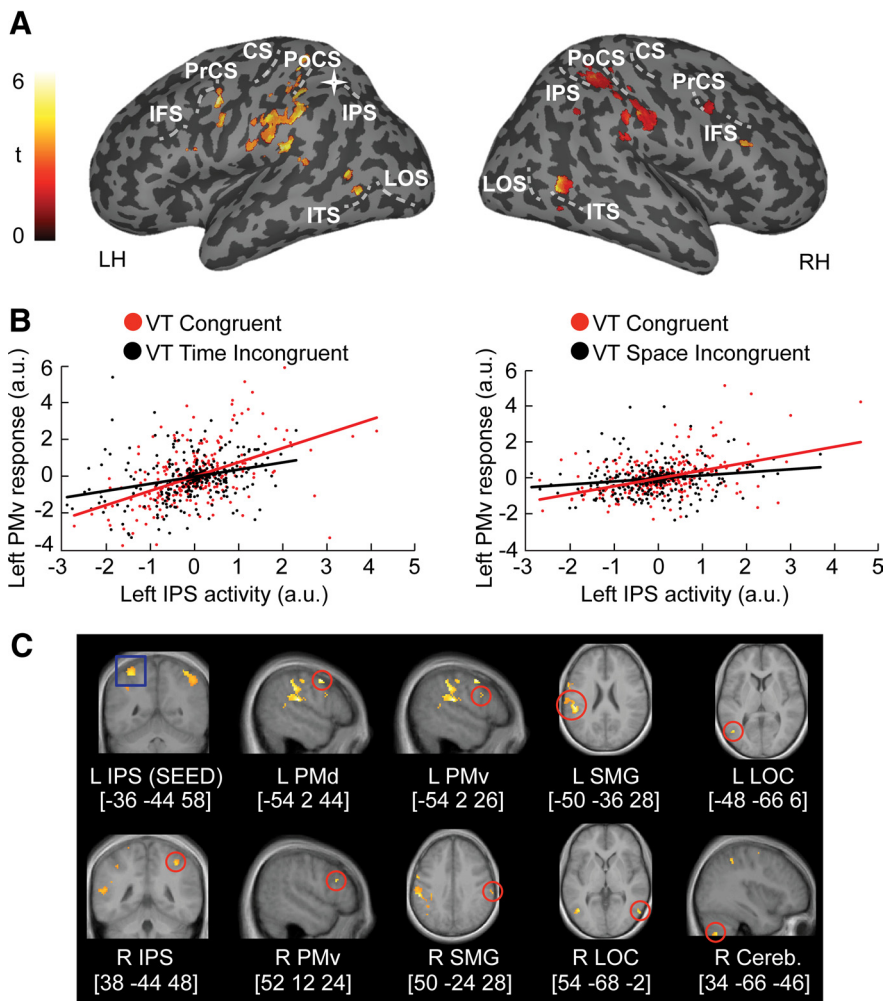 A
6
t
0
LH
CS
PoCS
PrCS
IFS
IPS
LOS
ITS
PoCS
CS
IPS
PrCS
IFS
LOS
ITS
RH
B
VT Congruent
VT Time Incongruent
Left PMv response (a.u.)
6
4
2
0
-2
-4
-3 -2 -1 0 1 2 3 4 5
Left IPS activity (a.u.)
VT Congruent
VT Space Incongruent
Left PMv response (a.u.)
6
4
2
0
-2
-4
-3 -2 -1 0 1 2 3 4 5
Left IPS activity (a.u.)
C
L IPS (SEED)
[-36 -44 58]
L PMd
[-54 2 44]
L PMv
[-54 2 26]
L SMG
[-50 -36 28]
L LOC
[-48 -66 6]
R IPS
[38 -44 48]
R PMv
[52 12 24]
R SMG
[50 -24 28]
R LOC
[54 -68 -2]
R Cereb.
[34 -66 -46]